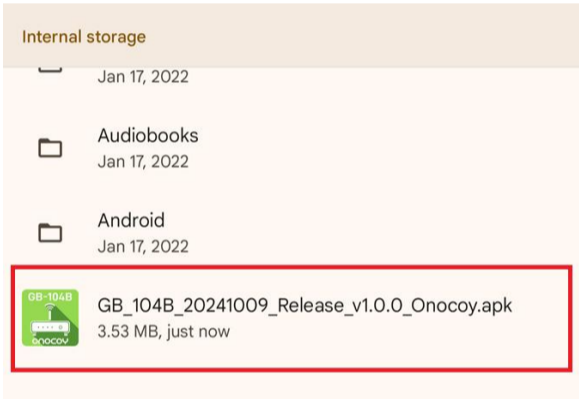 Internal storage
Jan 17, 2022
Audiobooks
Jan 17, 2022
Android
Jan 17, 2022
GB-104B
onocoy
GB_104B_20241009_Release_v1.0.0_Onocoy.apk
3.53 MB, just now